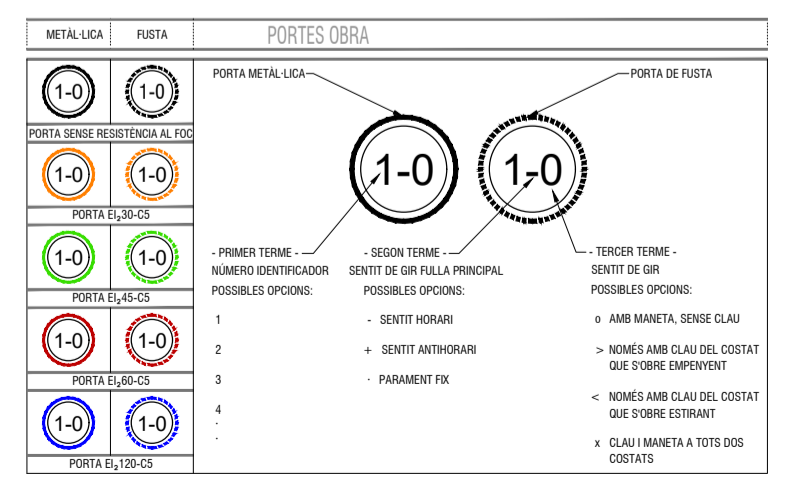 METÀL·LICA FUSTA PORTES OBRA
1-0 1-0
PORTA SENSE RESISTÈNCIA AL FOC
1-0 1-0
PORTA EI₂30-C5
1-0 1-0
PORTA EI₂45-C5
1-0 1-0
PORTA EI₂60-C5
1-0 1-0
PORTA EI₂120-C5
PORTA METÀL·LICA PORTA DE FUSTA
1-0 1-0
- PRIMER TERME -
NÚMERO IDENTIFICADOR
POSSIBLES OPCIONS:
1
2
3
4
.
.
- SEGON TERME -
SENTIT DE GIR FULLA PRINCIPAL
POSSIBLES OPCIONS:
- SENTIT HORARI
+ SENTIT ANTIHORARI
· PARAMENT FIX
- TERCER TERME -
SENTIT DE GIR
POSSIBLES OPCIONS:
o AMB MANETA, SENSE CLAU
> NOMÉS AMB CLAU DEL COSTAT
QUE S'OBRE EMPENYENT
< NOMÉS AMB CLAU DEL COSTAT
QUE S'OBRE ESTIRANT
x CLAU I MANETA A TOTS DOS
COSTATS